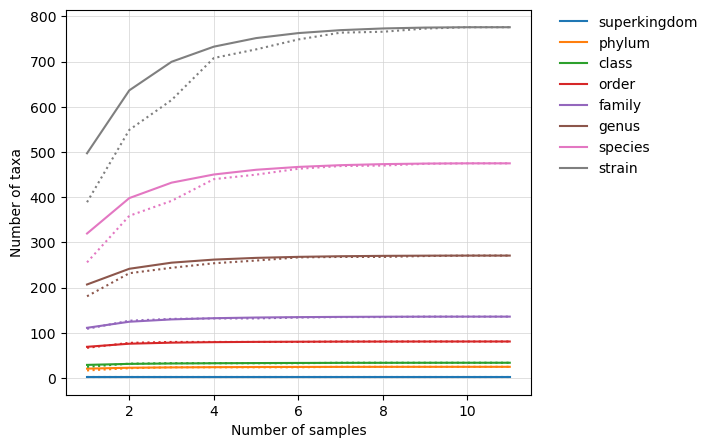 800
700
600
500
400
300
200
100
0
Number of taxa
2
4
6
8
10
Number of samples
superkingdom
phylum
class
order
family
genus
species
strain